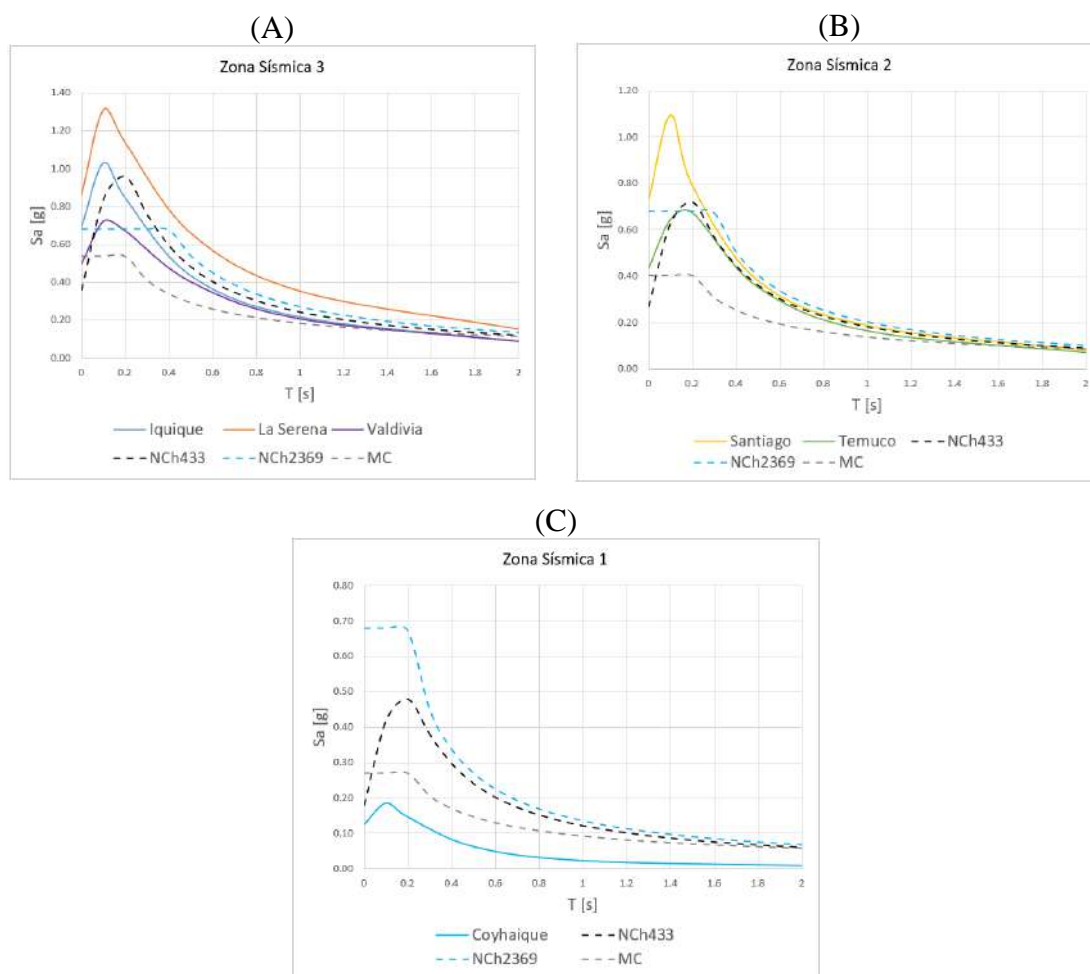 (A)
Zona Sísmica 3
1.40
1.20
1.00
0.80
0.60
0.40
0.20
0.00
Sa [g]
0 0.2 0.4 0.6 0.8 1 1.2 1.4 1.6 1.8 2
T [s]
Iquique La Serena Valdivia
NCh433 NCh2369 MC
(B)
Zona Sísmica 2
1.20
1.00
0.80
0.60
0.40
0.20
0.00
Sa [g]
0 0.2 0.4 0.6 0.8 1 1.2 1.4 1.6 1.8 2
T [s]
Santiago Temuco NCh433
NCh2369 MC
(C)
Zona Sísmica 1
0.80
0.70
0.60
0.50
0.40
0.30
0.20
0.10
0.00
Sa [g]
0 0.2 0.4 0.6 0.8 1 1.2 1.4 1.6 1.8 2
T [s]
Coyhaique NCh433
NCh2369 MC